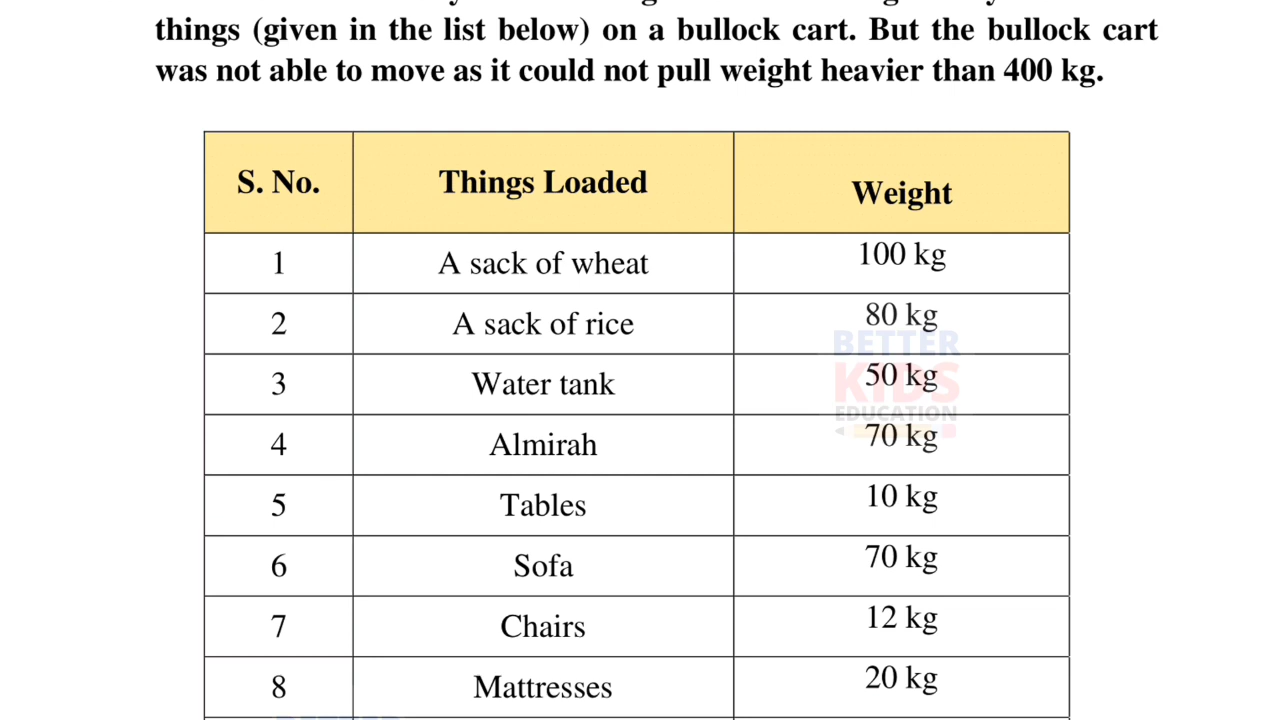 things (given in the list below) on a bullock cart. But the bullock cart
was not able to move as it could not pull weight heavier than 400 kg.
S. No. Things Loaded Weight
1 A sack of wheat 100 kg
2 A sack of rice 80 kg
3 Water tank 50 kg
4 Almirah 70 kg
5 Tables 10 kg
6 Sofa 70 kg
7 Chairs 12 kg
8 Mattresses 20 kg
BETTER
KIDS
EDUCATION